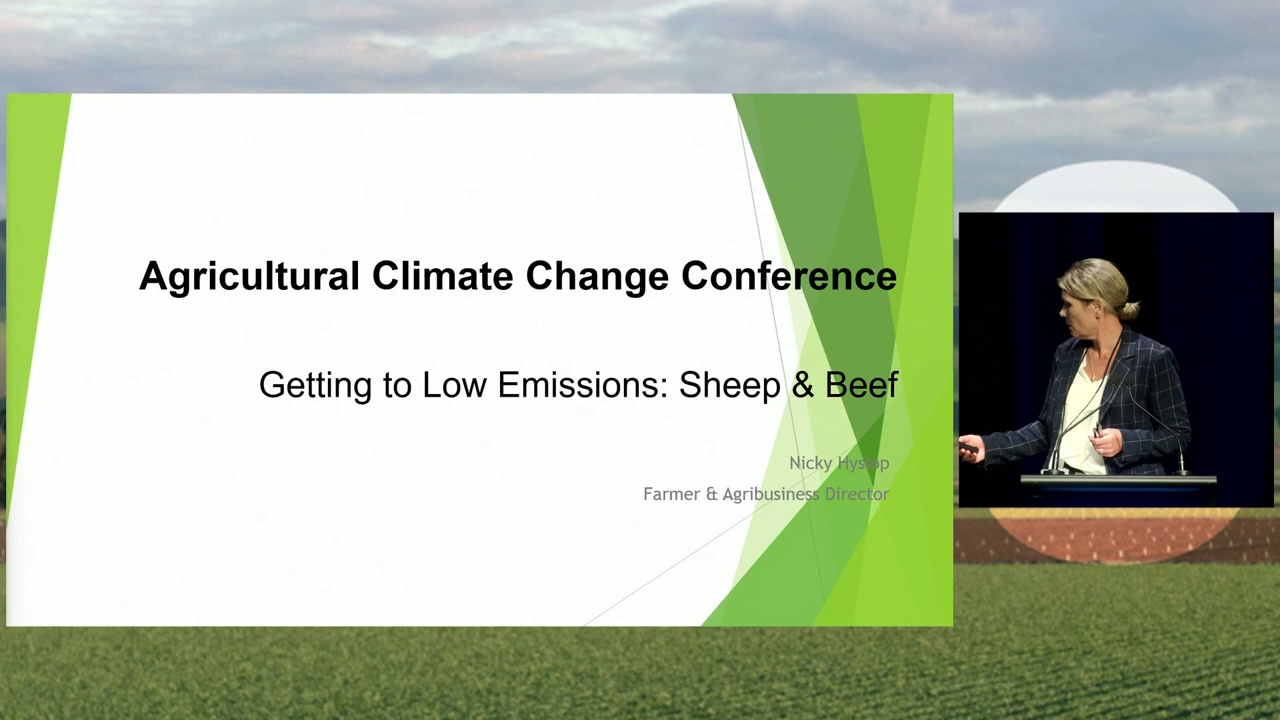 Agricultural Climate Change Conference
Getting to Low Emissions: Sheep & Beef
Nicky Hyslop
Farmer & Agribusiness Director